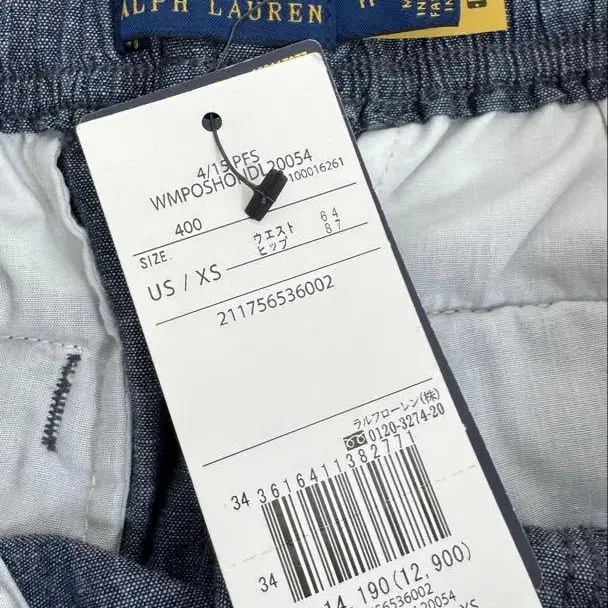 RALPH LAUREN
4/15 PFS
WMPOSHONDL20054
100016261
400
SIZE.
US / XS
ウエスト 64
ヒップ 87
211756536002
ラルフローレン(株)
0120-3274-20
34
3616411382771
34
14,190(12,900)